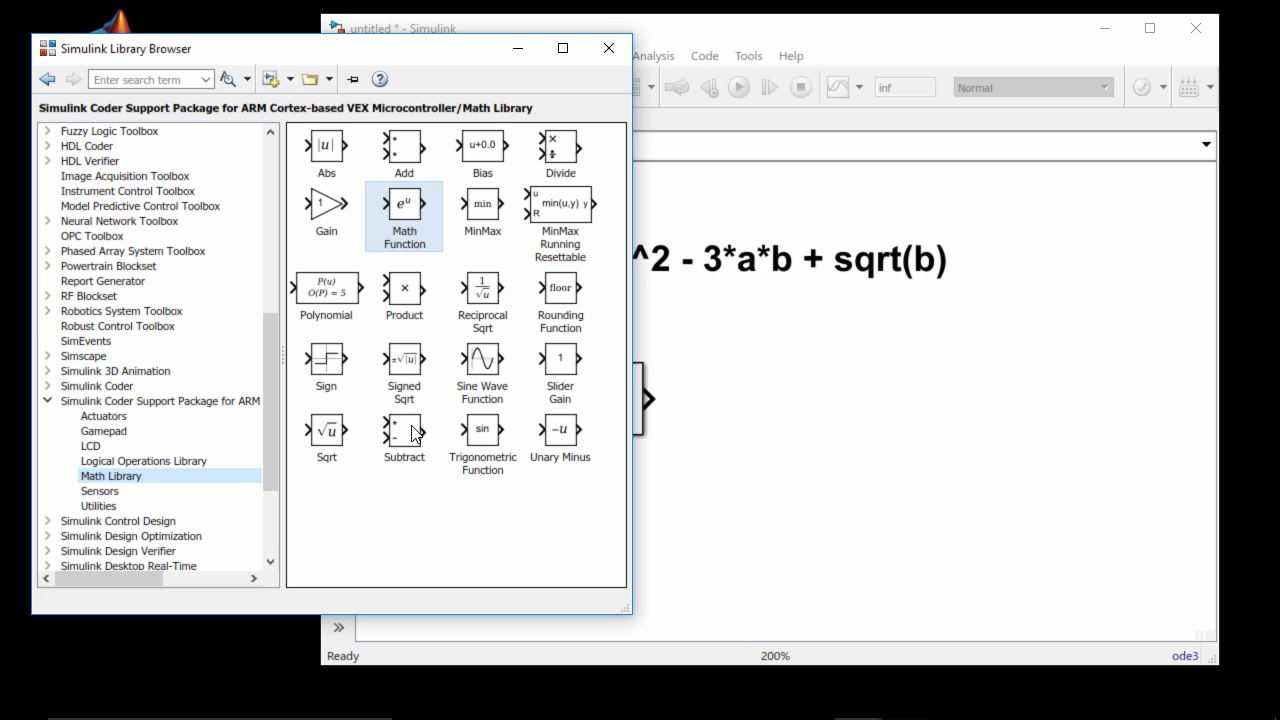 untitled * - Simulink
Simulink Library Browser
Analysis Code Tools Help
Enter search term
inf
Normal
Simulink Coder Support Package for ARM Cortex-based VEX Microcontroller/Math Library
Fuzzy Logic Toolbox
HDL Coder
HDL Verifier
Image Acquisition Toolbox
Instrument Control Toolbox
Model Predictive Control Toolbox
Neural Network Toolbox
OPC Toolbox
Phased Array System Toolbox
Powertrain Blockset
Report Generator
RF Blockset
Robotics System Toolbox
Robust Control Toolbox
SimEvents
Simscape
Simulink 3D Animation
Simulink Coder
Simulink Coder Support Package for ARM
Actuators
Gamepad
LCD
Logical Operations Library
Math Library
Sensors
Utilities
Simulink Control Design
Simulink Design Optimization
Simulink Design Verifier
Simulink Desktop Real-Time
|u| + + u+0.0 × ÷
Abs Add Bias Divide
1 e^u min u R min(u,y) y
Gain Math Function MinMax MinMax Running Resettable
P(u) O(P) = 5 × 1/√u floor
Polynomial Product Reciprocal Sqrt Rounding Function
±√|u| 1
Sign Signed Sqrt Sine Wave Function Slider Gain
√u + − sin −u
Sqrt Subtract Trigonometric Function Unary Minus
^2 - 3*a*b + sqrt(b)
Ready 200% ode3